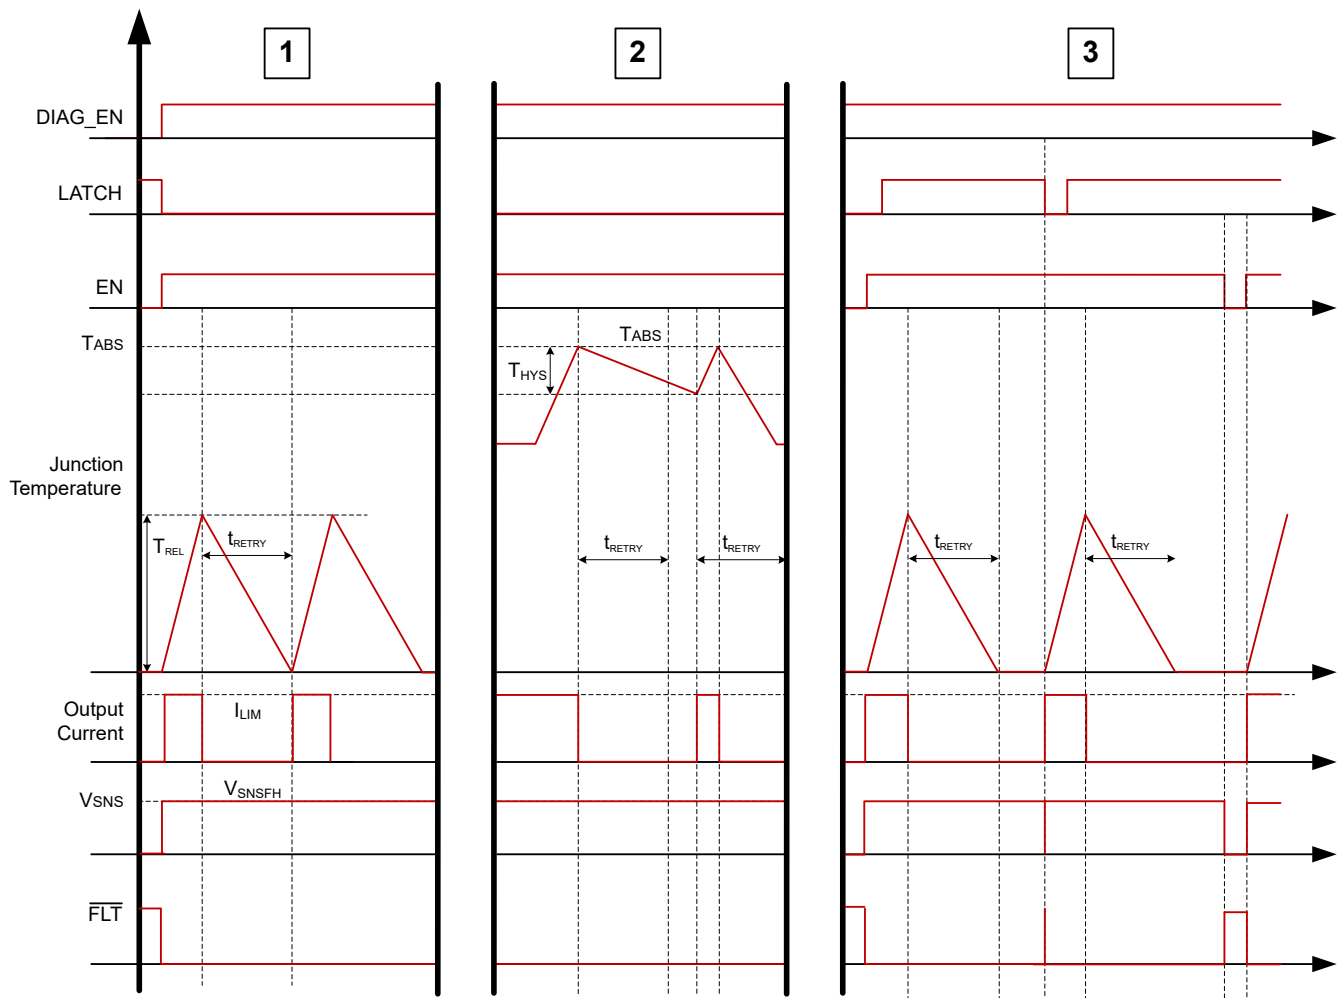 1
2
3
DIAG_EN
LATCH
EN
TABS
TABS
THYS
Junction
Temperature
TREL
tRETRY
tRETRY
tRETRY
tRETRY
tRETRY
Output
Current
ILIM
VSNS
VSNSFH
FLT